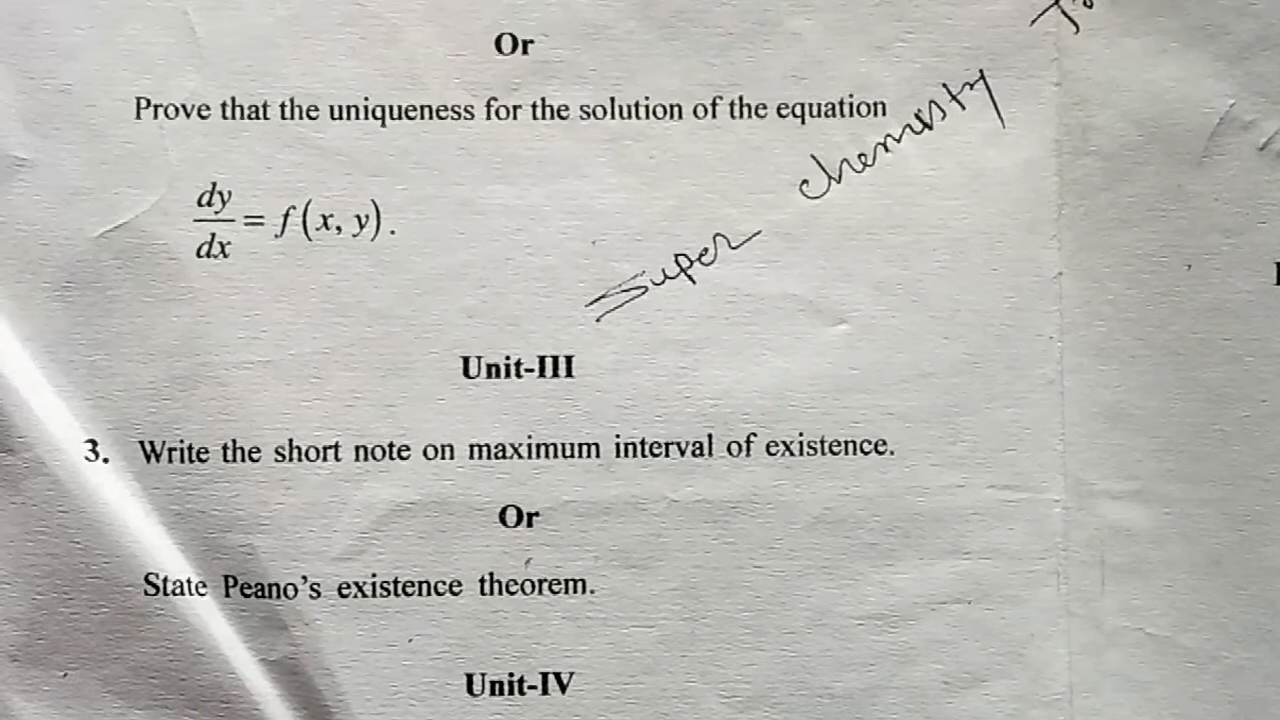 Or
Prove that the uniqueness for the solution of the equation
dy/dx = f(x, y).
super chemistry
Unit-III
3. Write the short note on maximum interval of existence.
Or
State Peano's existence theorem.
Unit-IV